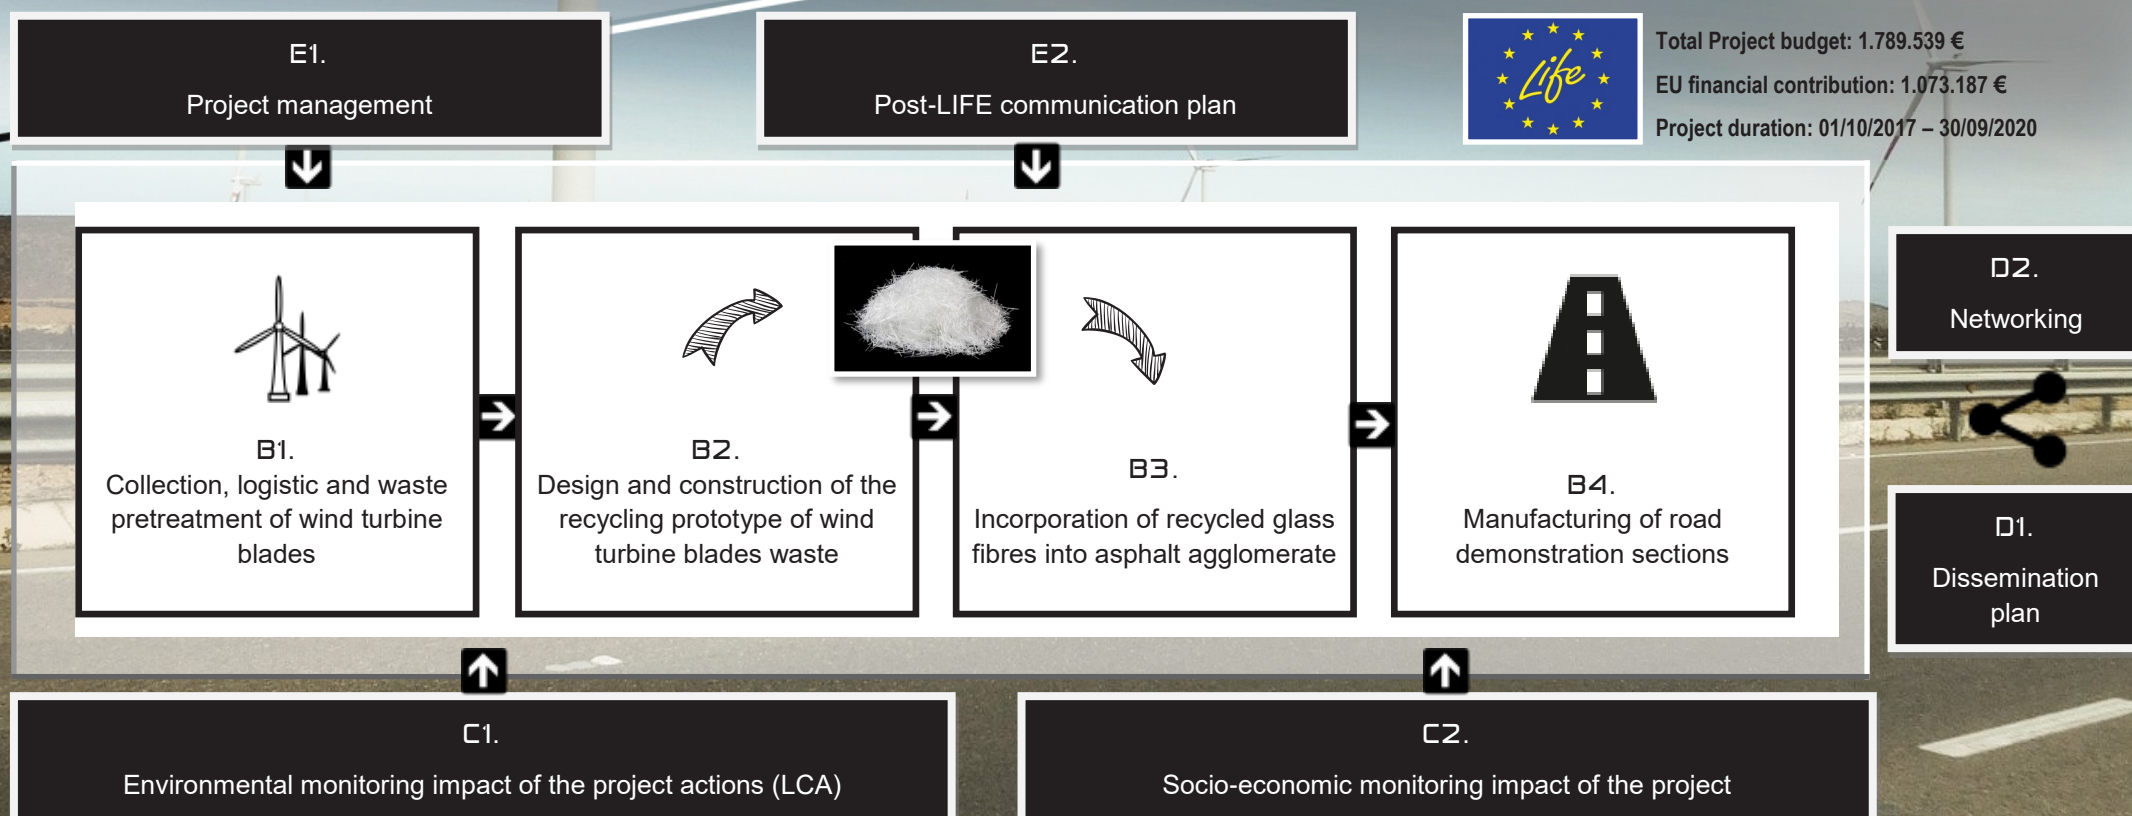 E1.
Project management
E2.
Post-LIFE communication plan
Life
Total Project budget: 1.789.539 €
EU financial contribution: 1.073.187 €
Project duration: 01/10/2017 – 30/09/2020
B1.
Collection, logistic and waste
pretreatment of wind turbine
blades
B2.
Design and construction of the
recycling prototype of wind
turbine blades waste
B3.
Incorporation of recycled glass
fibres into asphalt agglomerate
B4.
Manufacturing of road
demonstration sections
D2.
Networking
D1.
Dissemination
plan
C1.
Environmental monitoring impact of the project actions (LCA)
C2.
Socio-economic monitoring impact of the project